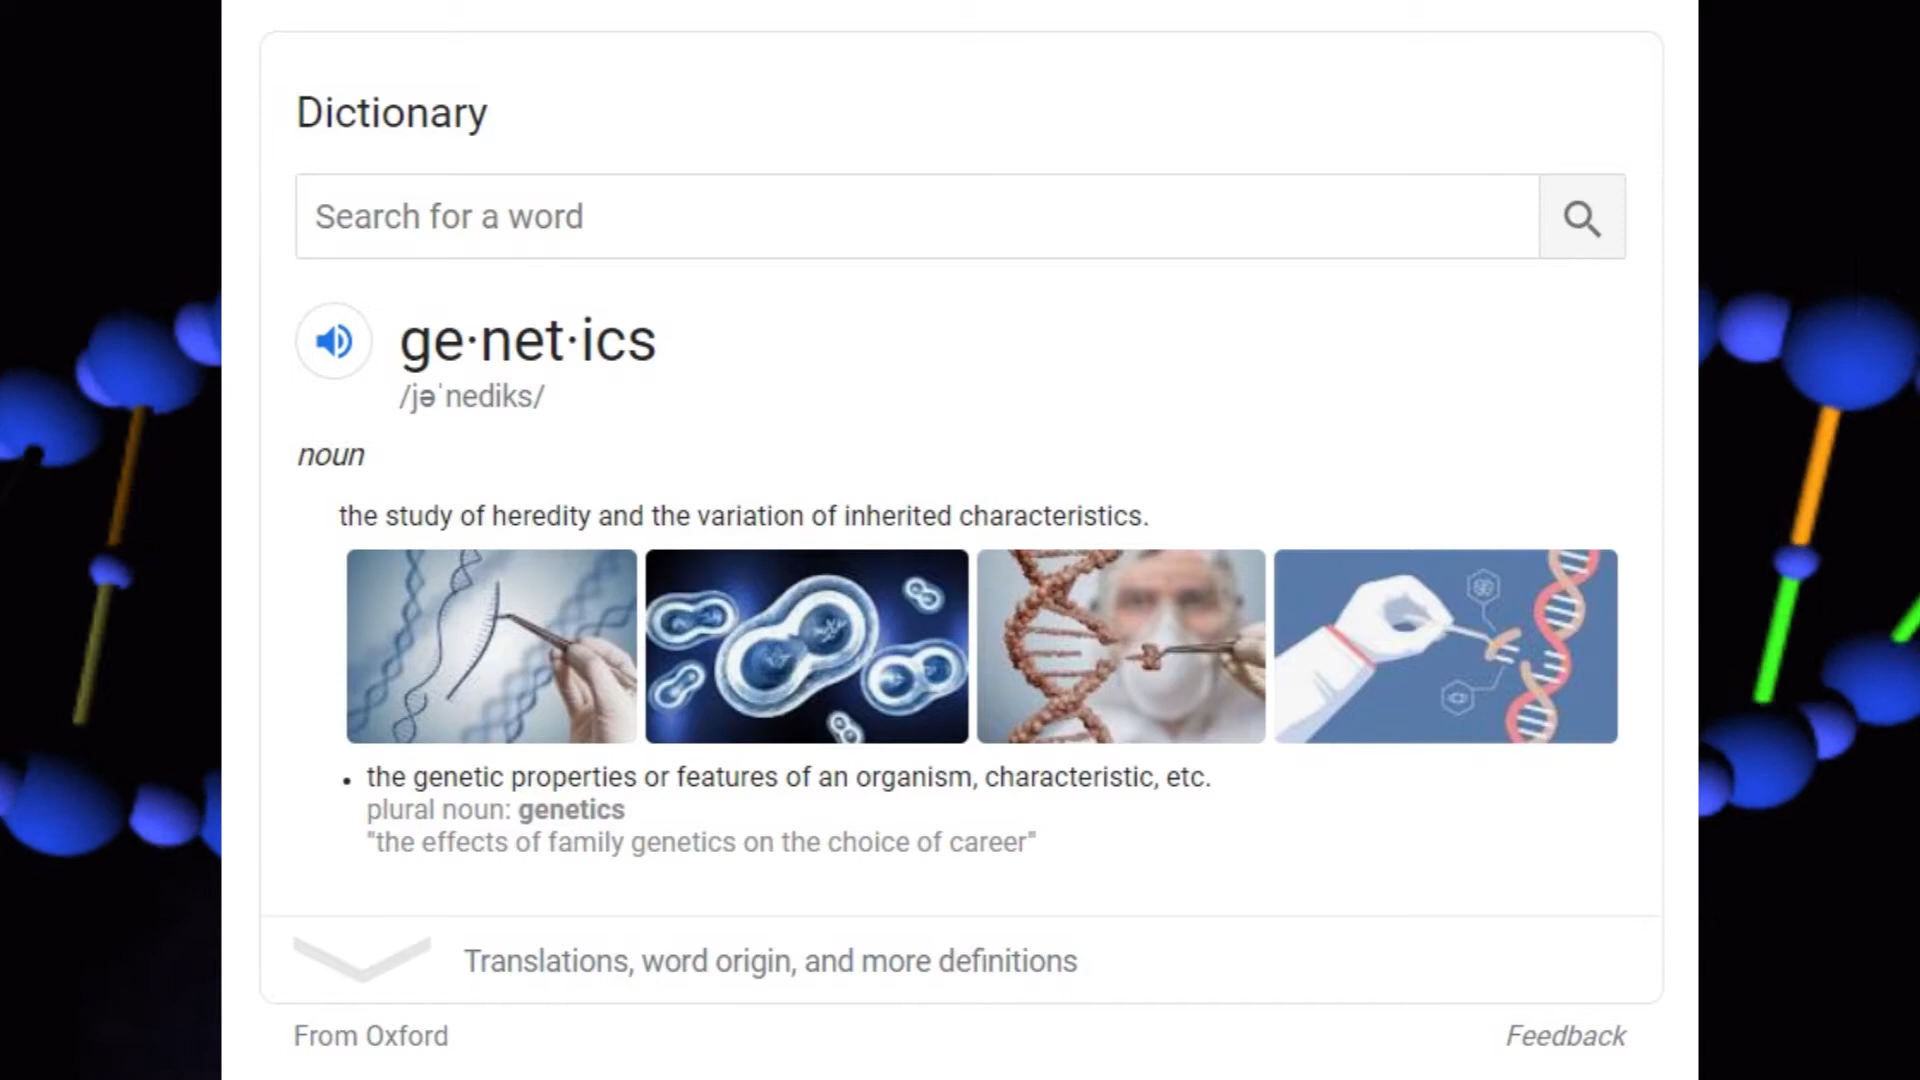 Dictionary
Search for a word
ge·net·ics
/jəˈnediks/
noun
the study of heredity and the variation of inherited characteristics.
• the genetic properties or features of an organism, characteristic, etc.
plural noun: genetics
"the effects of family genetics on the choice of career"
Translations, word origin, and more definitions
From Oxford
Feedback